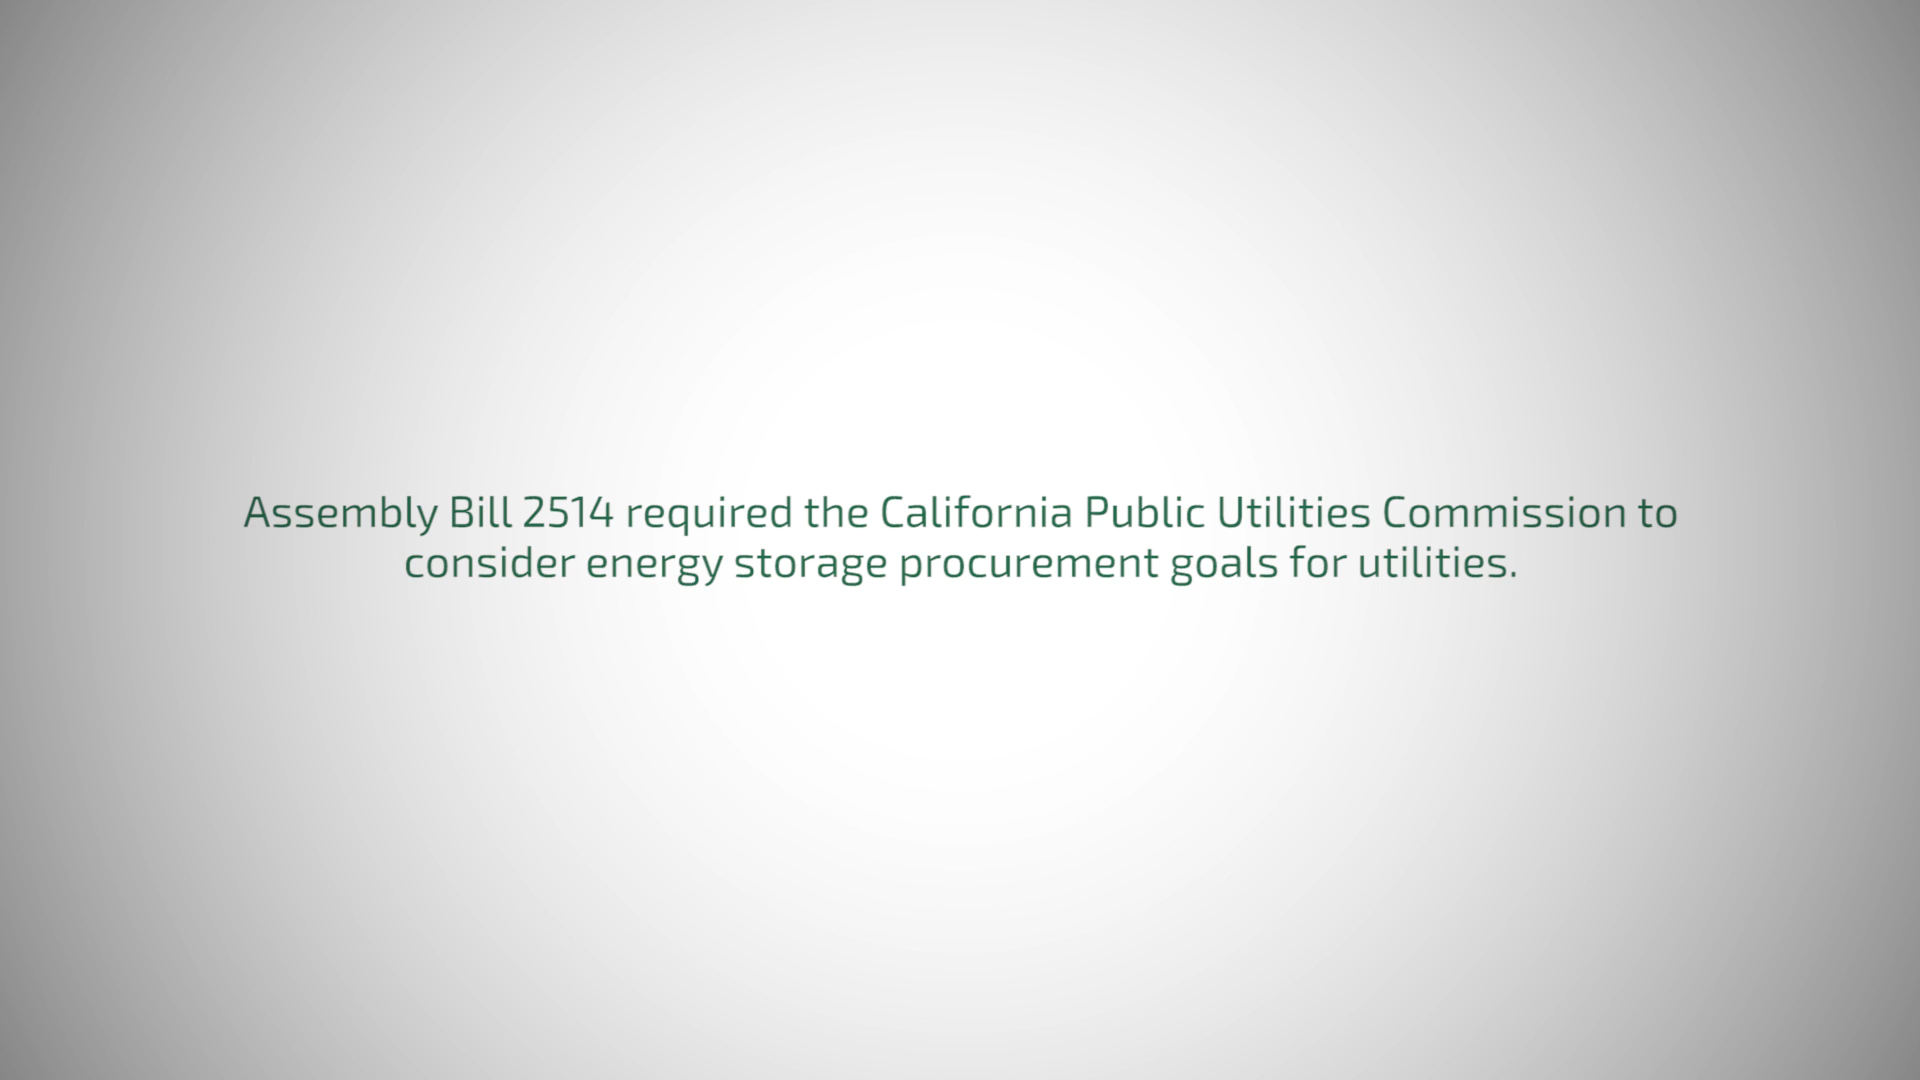 Assembly Bill 2514 required the California Public Utilities Commission to
consider energy storage procurement goals for utilities.